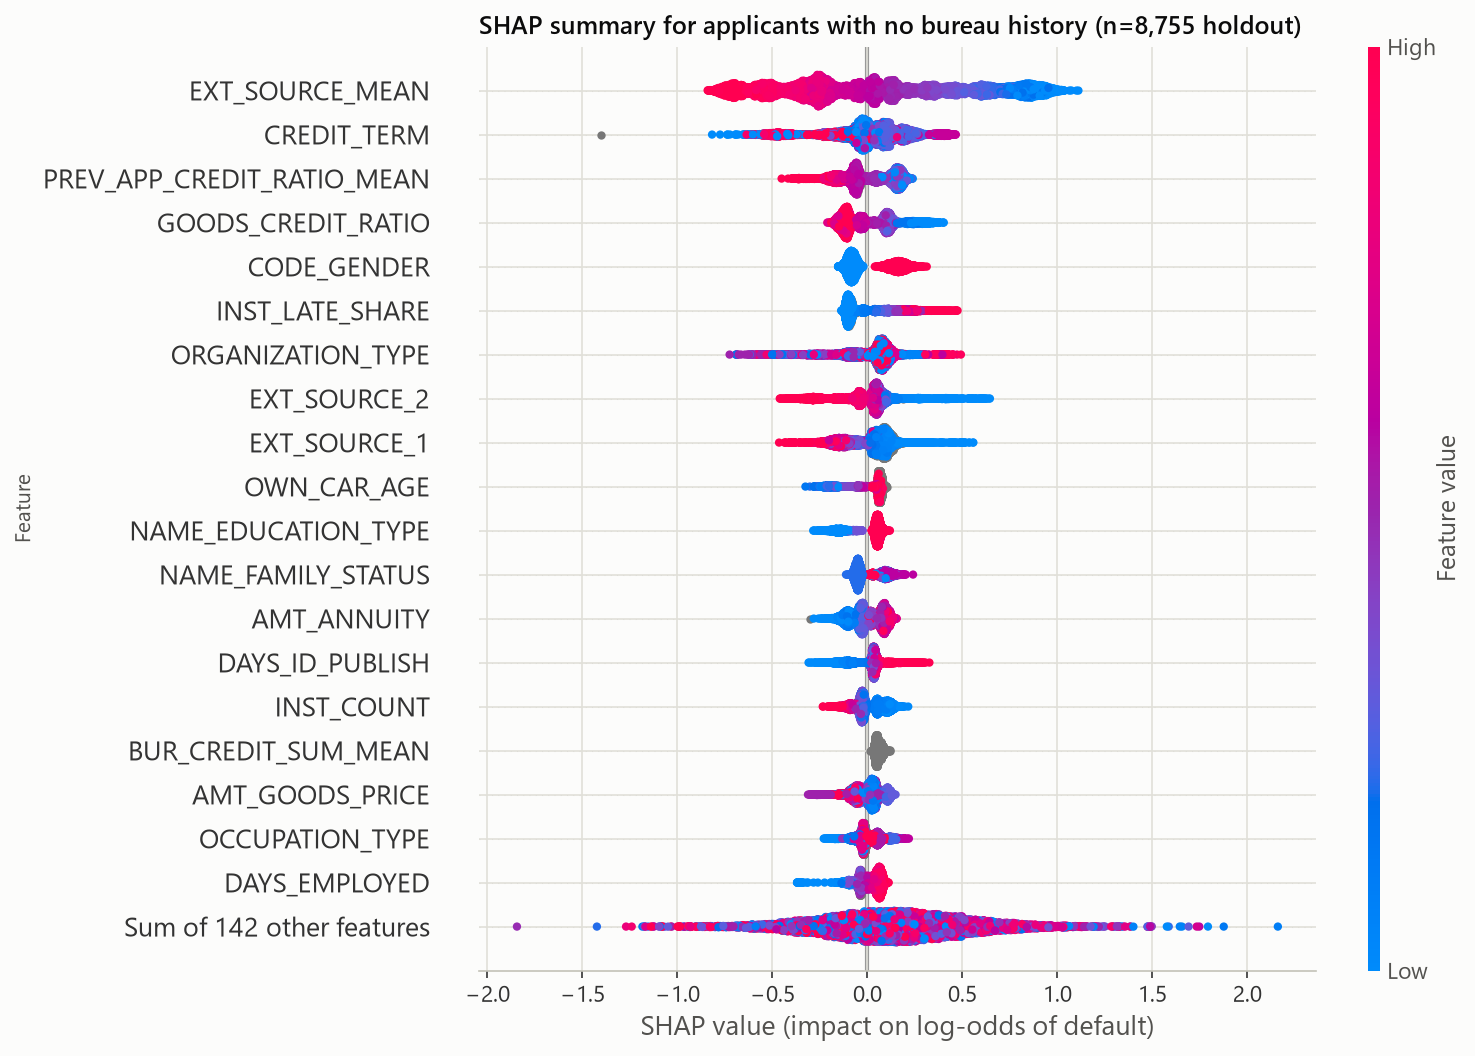 SHAP summary for applicants with no bureau history (n=8,755 holdout)
High
EXT_SOURCE_MEAN
CREDIT_TERM
PREV_APP_CREDIT_RATIO_MEAN
GOODS_CREDIT_RATIO
CODE_GENDER
INST_LATE_SHARE
ORGANIZATION_TYPE
EXT_SOURCE_2
EXT_SOURCE_1
OWN_CAR_AGE
NAME_EDUCATION_TYPE
NAME_FAMILY_STATUS
AMT_ANNUITY
DAYS_ID_PUBLISH
INST_COUNT
BUR_CREDIT_SUM_MEAN
AMT_GOODS_PRICE
OCCUPATION_TYPE
DAYS_EMPLOYED
Sum of 142 other features
Feature
Feature value
Low
−2.0 −1.5 −1.0 −0.5 0.0 0.5 1.0 1.5 2.0
SHAP value (impact on log-odds of default)